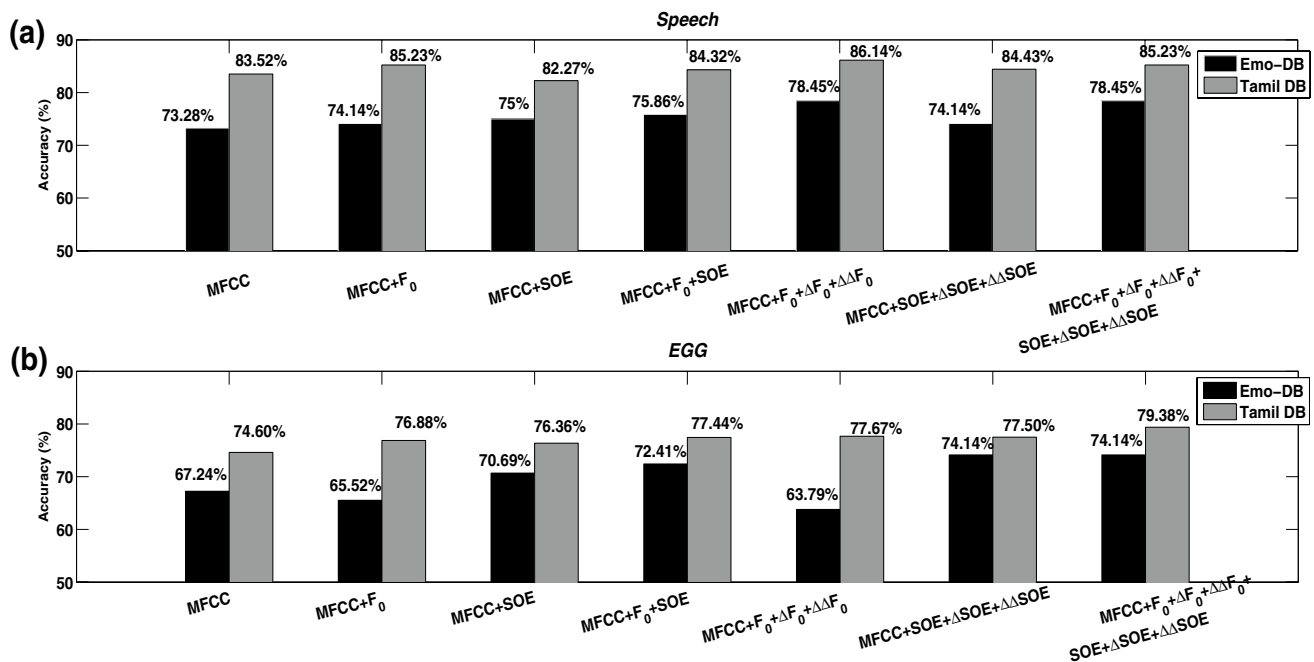 (a)
Speech
90
80
70
60
50
Accuracy (%)
73.28%
83.52%
74.14%
85.23%
75%
82.27%
75.86%
84.32%
78.45%
86.14%
74.14%
84.43%
78.45%
85.23%
Emo−DB
Tamil DB
MFCC
MFCC+F₀
MFCC+SOE
MFCC+F₀+SOE
MFCC+F₀+ΔF₀+ΔΔF₀
MFCC+SOE+ΔSOE+ΔΔSOE
MFCC+F₀+ΔF₀+ΔΔF₀+
SOE+ΔSOE+ΔΔSOE
(b)
EGG
90
80
70
60
50
Accuracy (%)
67.24%
74.60%
65.52%
76.88%
70.69%
76.36%
72.41%
77.44%
63.79%
77.67%
74.14%
77.50%
74.14%
79.38%
Emo−DB
Tamil DB
MFCC
MFCC+F₀
MFCC+SOE
MFCC+F₀+SOE
MFCC+F₀+ΔF₀+ΔΔF₀
MFCC+SOE+ΔSOE+ΔΔSOE
MFCC+F₀+ΔF₀+ΔΔF₀+
SOE+ΔSOE+ΔΔSOE